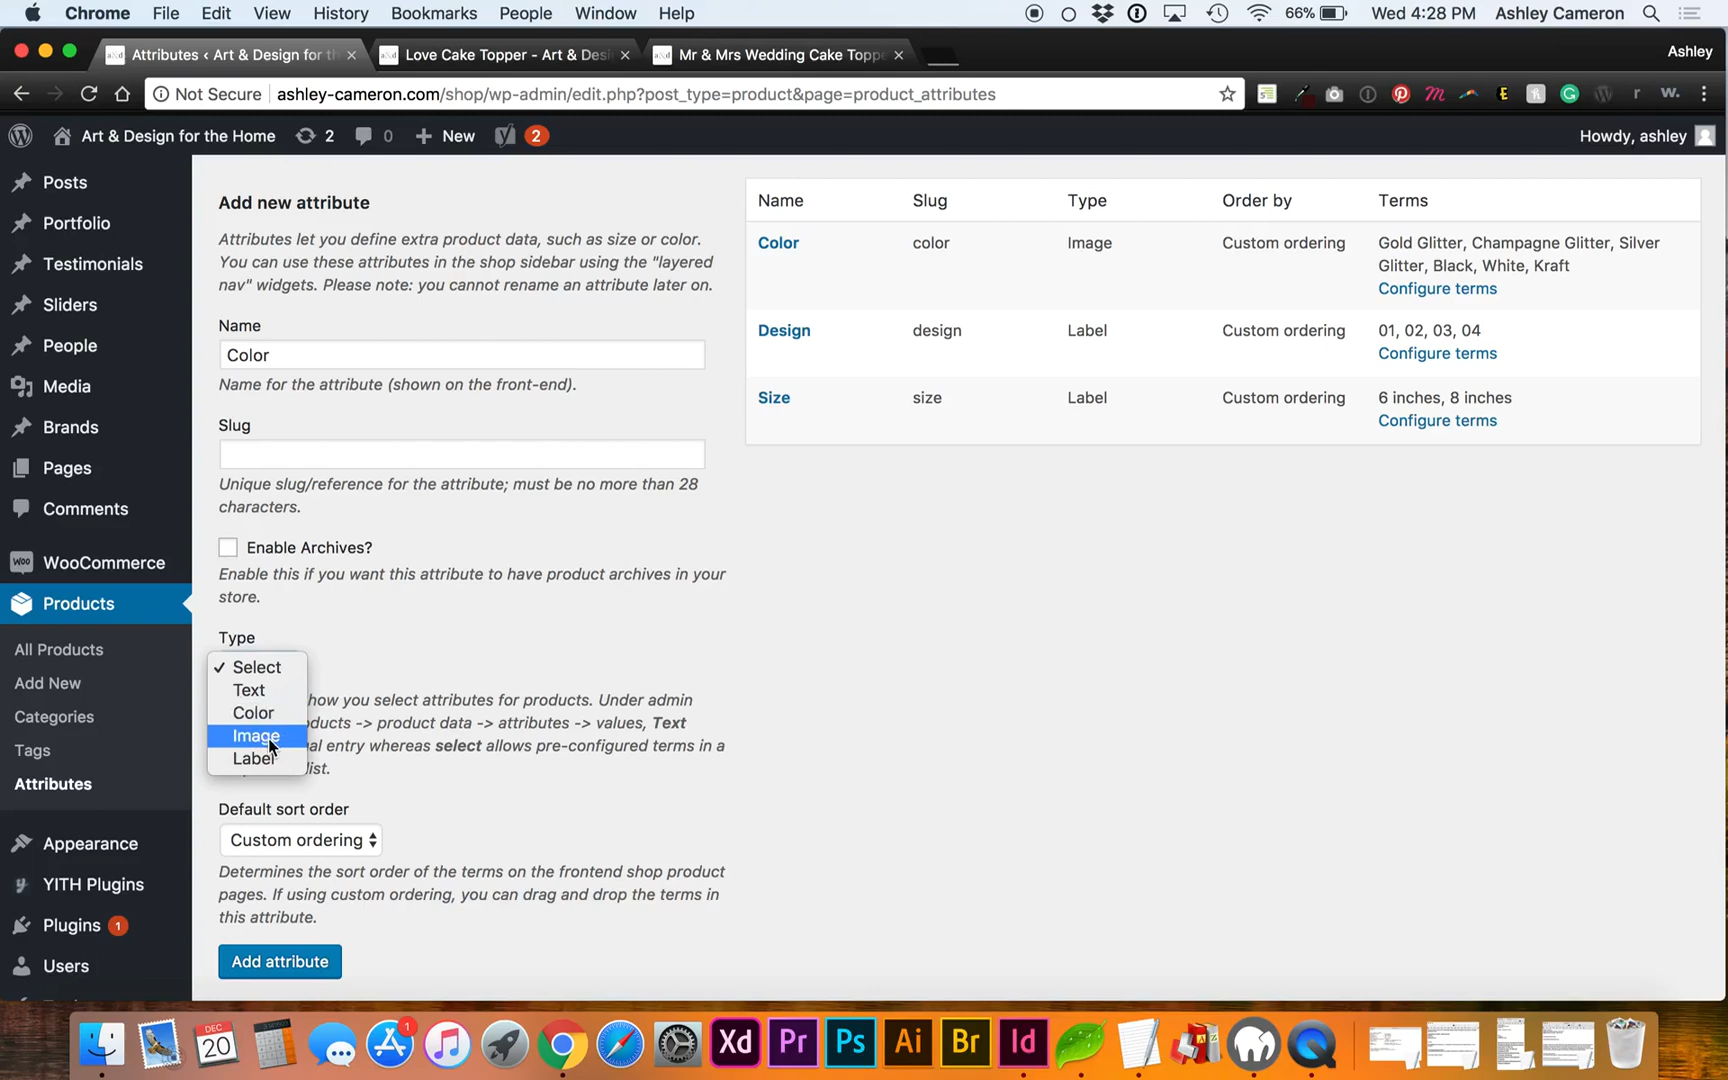 Chrome File Edit View History Bookmarks People Window Help 66% Wed 4:28 PM Ashley Cameron
Attributes ‹ Art & Design for th Love Cake Topper - Art & Desi Mr & Mrs Wedding Cake Toppe Ashley
Not Secure ashley-cameron.com/shop/wp-admin/edit.php?post_type=product&page=product_attributes
Art & Design for the Home 2 0 New 2 Howdy, ashley
Posts
Portfolio
Testimonials
Sliders
People
Media
Brands
Pages
Comments
Woo WooCommerce
Products
All Products
Add New
Categories
Tags
Attributes
Appearance
YITH Plugins
Plugins 1
Users
Add new attribute
Attributes let you define extra product data, such as size or color.
You can use these attributes in the shop sidebar using the "layered
nav" widgets. Please note: you cannot rename an attribute later on.
Name
Color
Name for the attribute (shown on the front-end).
Slug
Unique slug/reference for the attribute; must be no more than 28
characters.
Enable Archives?
Enable this if you want this attribute to have product archives in your
store.
Type
✓ Select
Text
Color
Image
Label
how you select attributes for products. Under admin
ducts -> product data -> attributes -> values, Text
al entry whereas select allows pre-configured terms in a
list.
Default sort order
Custom ordering
Determines the sort order of the terms on the frontend shop product
pages. If using custom ordering, you can drag and drop the terms in
this attribute.
Add attribute
Name Slug Type Order by Terms
Color color Image Custom ordering Gold Glitter, Champagne Glitter, Silver
Glitter, Black, White, Kraft
Configure terms
Design design Label Custom ordering 01, 02, 03, 04
Configure terms
Size size Label Custom ordering 6 inches, 8 inches
Configure terms
DEC
20 1 Xd Pr Ps Ai Br Id